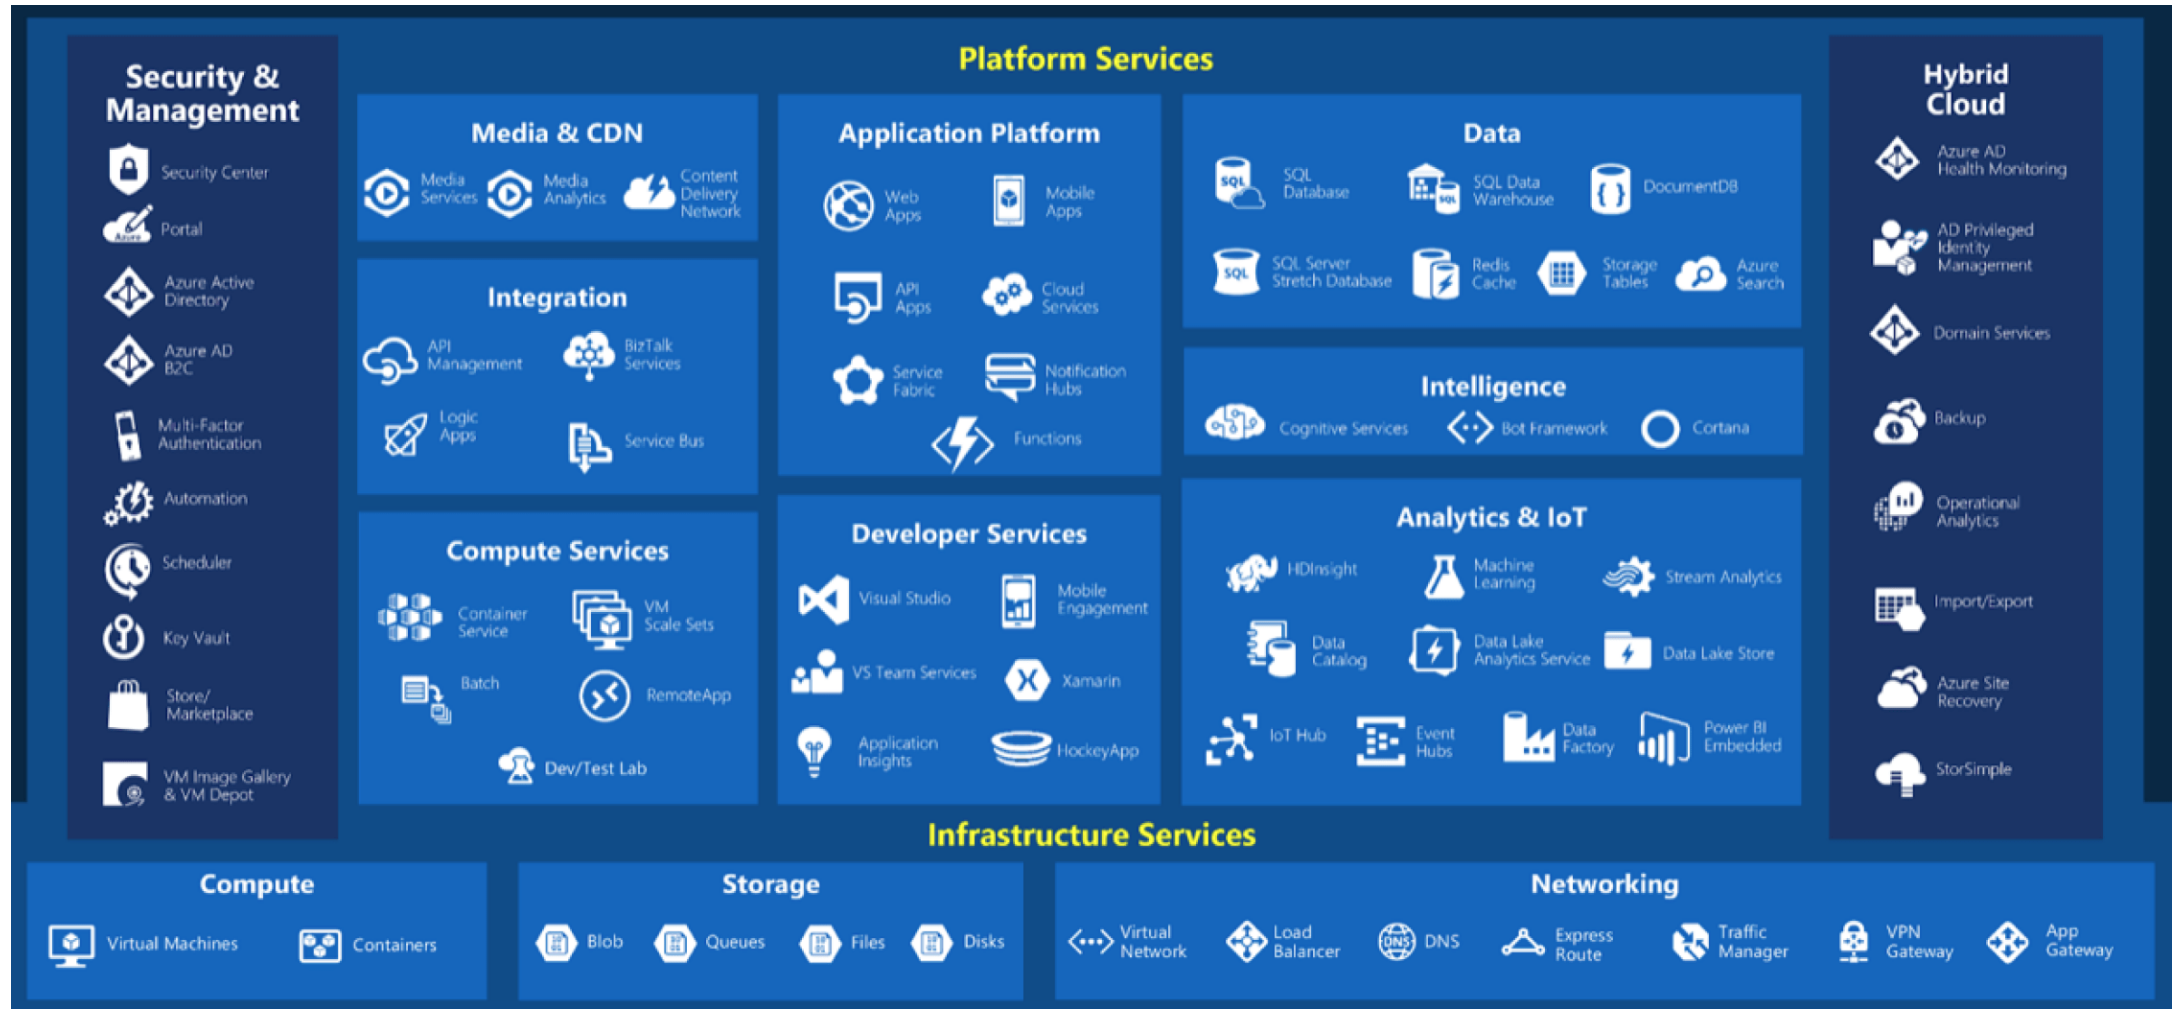 Platform Services
Security &
Management
Security Center
Portal
Azure
Azure Active
Directory
Azure AD
B2C
Multi-Factor
Authentication
Automation
Scheduler
Key Vault
Store/
Marketplace
VM Image Gallery
& VM Depot
Media & CDN
Media
Services
Media
Analytics
Content
Delivery
Network
Integration
API
Management
BizTalk
Services
Logic
Apps
Service Bus
Compute Services
Container
Service
VM
Scale Sets
Batch
RemoteApp
Dev/Test Lab
Application Platform
Web
Apps
Mobile
Apps
API
Apps
Cloud
Services
Service
Fabric
Notification
Hubs
Functions
Developer Services
Visual Studio
Mobile
Engagement
VS Team Services
Xamarin
Application
Insights
HockeyApp
Data
SQL
SQL
Database
SQL
SQL Data
Warehouse
DocumentDB
SQL
SQL Server
Stretch Database
Redis
Cache
Storage
Tables
Azure
Search
Intelligence
Cognitive Services
Bot Framework
Cortana
Analytics & IoT
HDInsight
Machine
Learning
Stream Analytics
Data
Catalog
Data Lake
Analytics Service
Data Lake Store
IoT Hub
Event
Hubs
Data
Factory
Power BI
Embedded
Hybrid
Cloud
Azure AD
Health Monitoring
AD Privileged
Identity
Management
Domain Services
Backup
Operational
Analytics
Import/Export
Azure Site
Recovery
StorSimple
Infrastructure Services
Compute
Virtual Machines
Containers
Storage
Blob
Queues
Files
Disks
Networking
Virtual
Network
Load
Balancer
DNS
DNS
Express
Route
Traffic
Manager
VPN
Gateway
App
Gateway